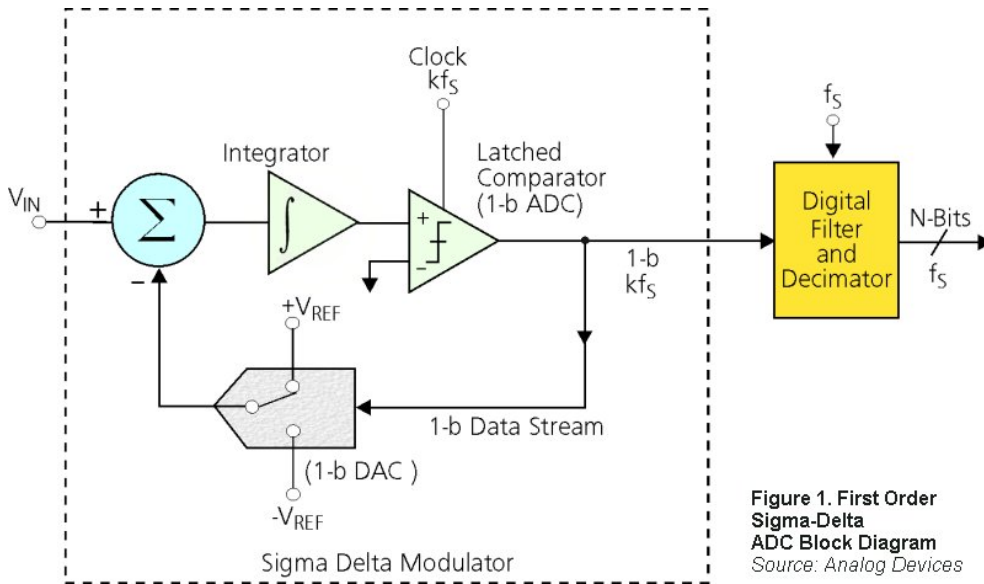 Clock
kfS
fS
Integrator
Latched
Comparator
(1-b ADC)
VIN
+
Σ
∫
+
−
−
Digital
Filter
and
Decimator
N-Bits
fS
1-b
kfS
+VREF
1-b Data Stream
(1-b DAC )
-VREF
Sigma Delta Modulator
Figure 1. First Order
Sigma-Delta
ADC Block Diagram
Source: Analog Devices